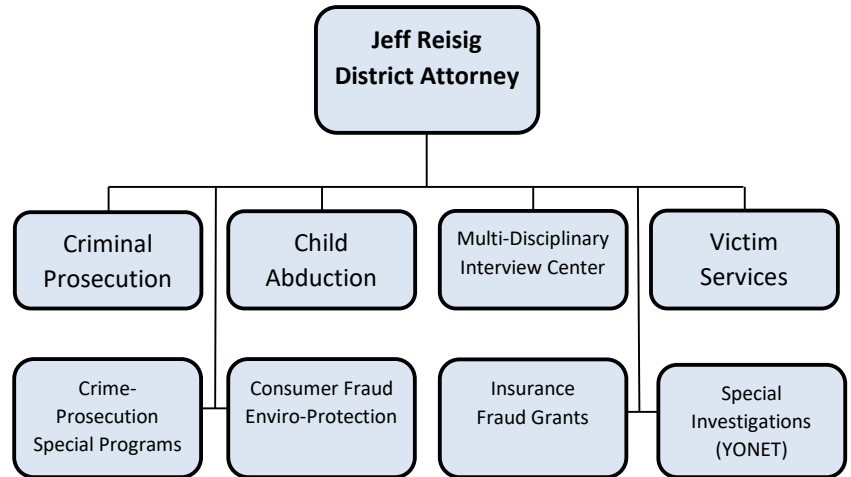 Jeff Reisig
District Attorney
Criminal
Prosecution
Child
Abduction
Multi-Disciplinary
Interview Center
Victim
Services
Crime-
Prosecution
Special Programs
Consumer Fraud
Enviro-Protection
Insurance
Fraud Grants
Special
Investigations
(YONET)